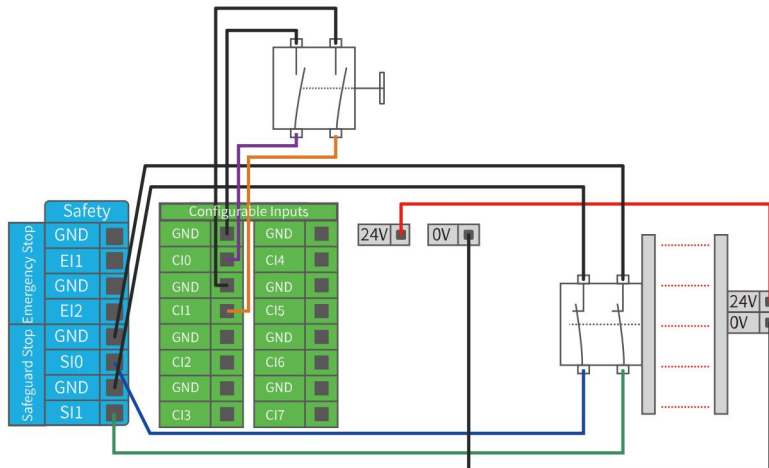 Safety
Emergency Stop
GND
EI1
GND
EI2
Safeguard Stop
GND
SI0
GND
SI1
Configurable Inputs
GND GND
CI0 CI4
GND GND
CI1 CI5
GND GND
CI2 CI6
GND GND
CI3 CI7
24V 0V
24V
0V